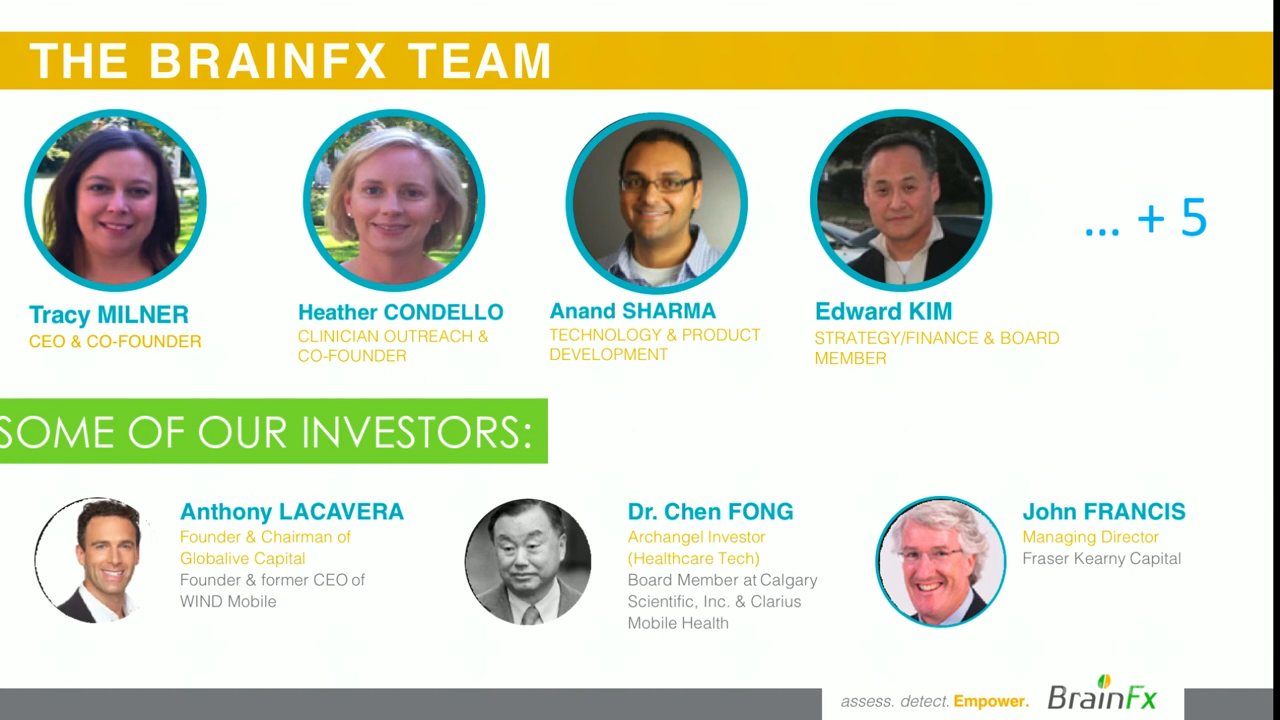 THE BRAINFX TEAM
... + 5
Tracy MILNER
CEO & CO-FOUNDER
Heather CONDELLO
CLINICIAN OUTREACH &
CO-FOUNDER
Anand SHARMA
TECHNOLOGY & PRODUCT
DEVELOPMENT
Edward KIM
STRATEGY/FINANCE & BOARD
MEMBER
SOME OF OUR INVESTORS:
Anthony LACAVERA
Founder & Chairman of
Globalive Capital
Founder & former CEO of
WIND Mobile
Dr. Chen FONG
Archangel Investor
(Healthcare Tech)
Board Member at Calgary
Scientific, Inc. & Clarius
Mobile Health
John FRANCIS
Managing Director
Fraser Kearny Capital
assess. detect. Empower.
BrainFx